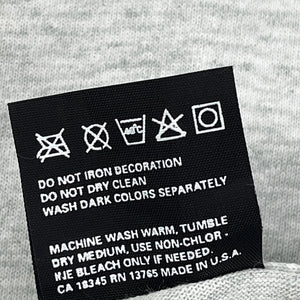 40°C
DO NOT IRON DECORATION
DO NOT DRY CLEAN
WASH DARK COLORS SEPARATELY
MACHINE WASH WARM, TUMBLE
DRY MEDIUM, USE NON-CHLOR -
BLEACH ONLY IF NEEDED.
CA 18345 RN 13765 MADE IN U.S.A.